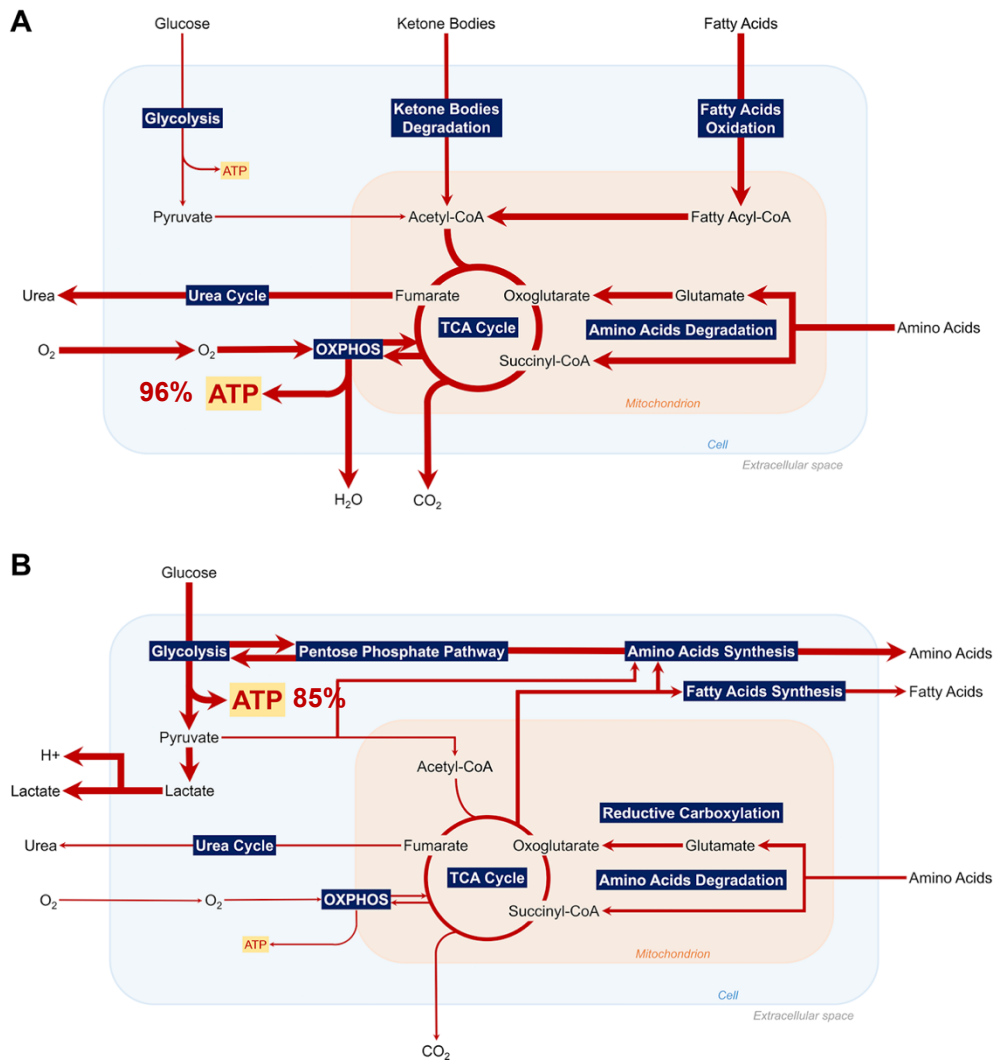 A
Glucose
Ketone Bodies
Fatty Acids
Glycolysis
Ketone Bodies
Degradation
Fatty Acids
Oxidation
ATP
Pyruvate
Acetyl-CoA
Fatty Acyl-CoA
Urea
Urea Cycle
Fumarate
Oxoglutarate
Glutamate
TCA Cycle
Amino Acids Degradation
Amino Acids
O₂
O₂
OXPHOS
Succinyl-CoA
96%
ATP
Mitochondrion
Cell
Extracellular space
H₂O
CO₂
B
Glucose
Glycolysis
Pentose Phosphate Pathway
Amino Acids Synthesis
Amino Acids
ATP
85%
Fatty Acids Synthesis
Fatty Acids
Pyruvate
H+
Acetyl-CoA
Lactate
Lactate
Reductive Carboxylation
Urea
Urea Cycle
Fumarate
Oxoglutarate
Glutamate
TCA Cycle
Amino Acids Degradation
Amino Acids
O₂
O₂
OXPHOS
Succinyl-CoA
ATP
Mitochondrion
Cell
Extracellular space
CO₂